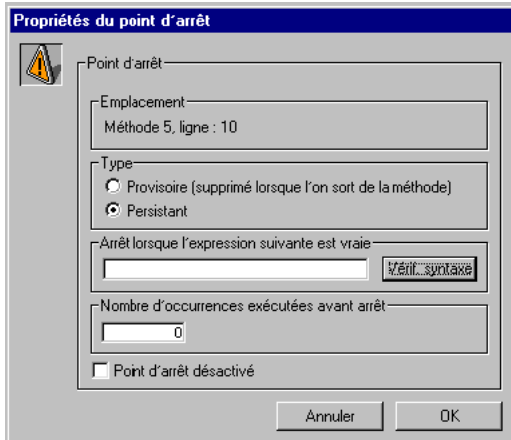 Propriétés du point d'arrêt
Point d'arrêt
Emplacement
Méthode 5, ligne : 10
Type
Provisoire (supprimé lorsque l'on sort de la méthode)
Persistant
Arrêt lorsque l'expression suivante est vraie
Vérif. syntaxe
Nombre d'occurrences exécutées avant arrêt
0
Point d'arrêt désactivé
Annuler
OK